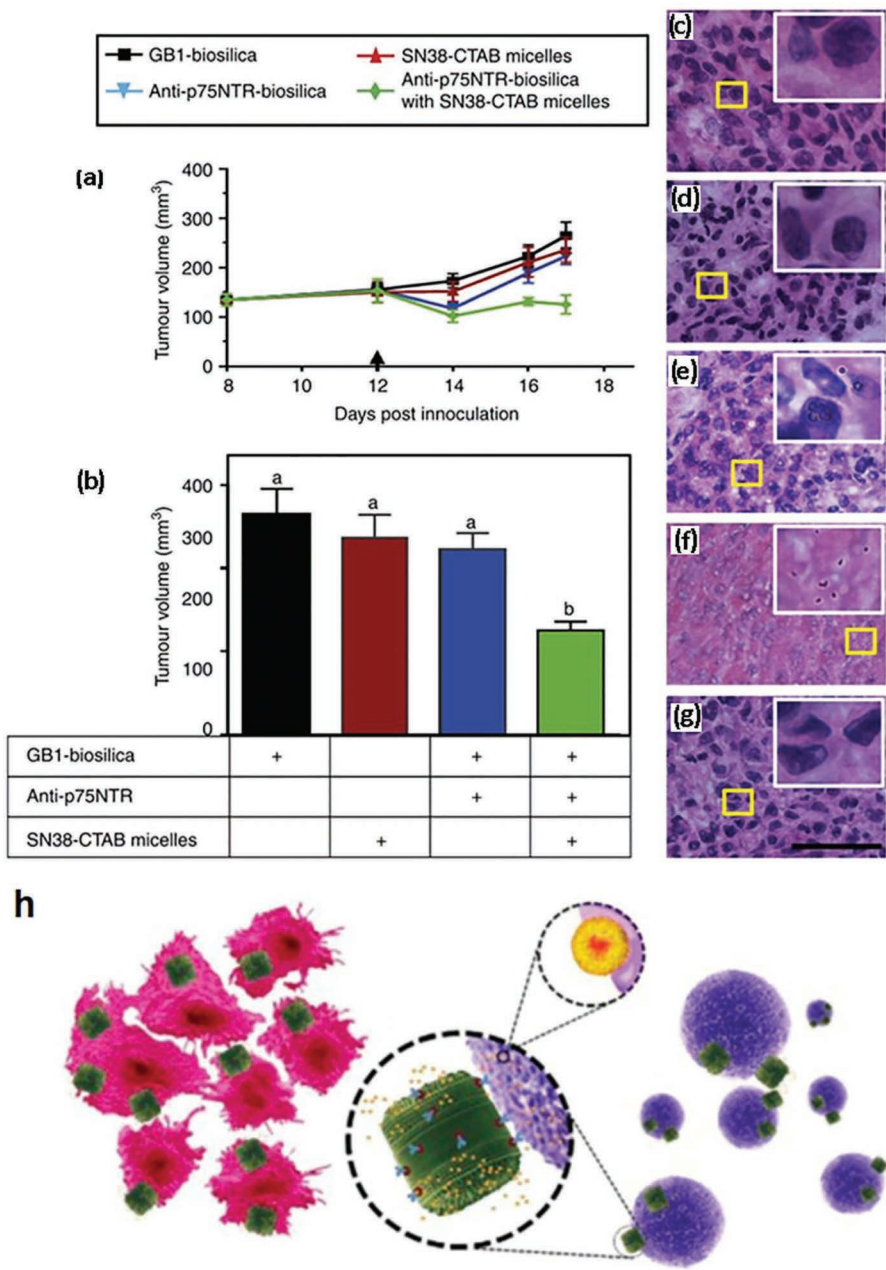 GB1-biosilica
SN38-CTAB micelles
Anti-p75NTR-biosilica
Anti-p75NTR-biosilica
with SN38-CTAB micelles
(a)
Tumour volume (mm³)
400
300
200
100
0
8
10
12
14
16
18
Days post innoculation
(b)
Tumour volume (mm³)
400
300
200
100
0
a
a
a
b
GB1-biosilica + + +
Anti-p75NTR + +
SN38-CTAB micelles + +
(c)
(d)
(e)
(f)
(g)
h